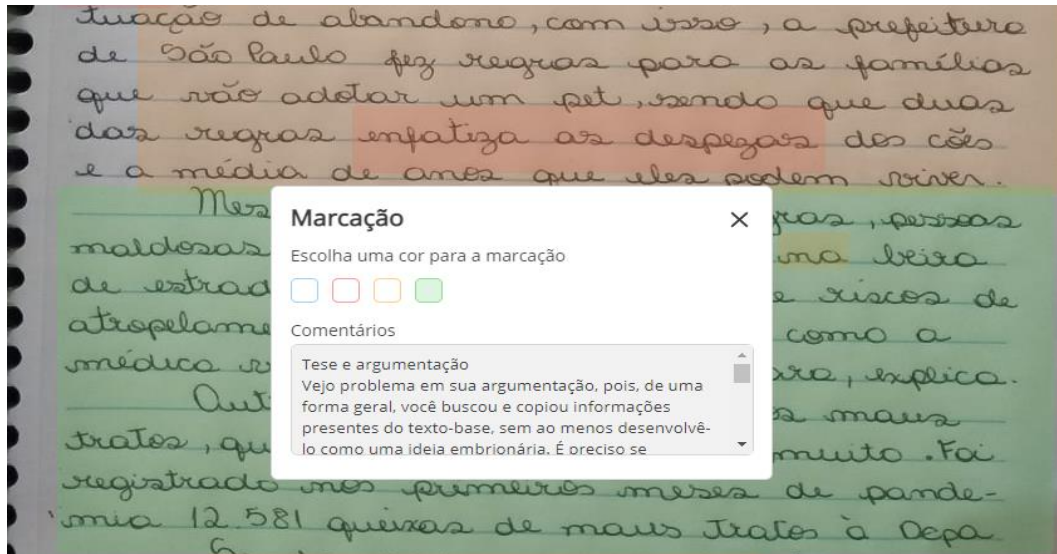 tuação de abandono, com isso, a prefeitura
de São Paulo fez regras para as famílias
que vão adotar um pet, sendo que duas
das regras enfatiza as despezas dos cães
e a média de anos que eles podem viver.
Mes gras, pessoas
maldosas na beira
de estrad e riscos de
atropelame como a
médica ra, explica.
Out maus
tratos, qu muito. Foi
registrado nos primeiros meses de pande-
mia 12.581 queixas de maus tratos à Depa
Marcação
Escolha uma cor para a marcação
Comentários
Tese e argumentação
Vejo problema em sua argumentação, pois, de uma
forma geral, você buscou e copiou informações
presentes do texto-base, sem ao menos desenvolvê-
lo como uma ideia embrionária. É preciso se